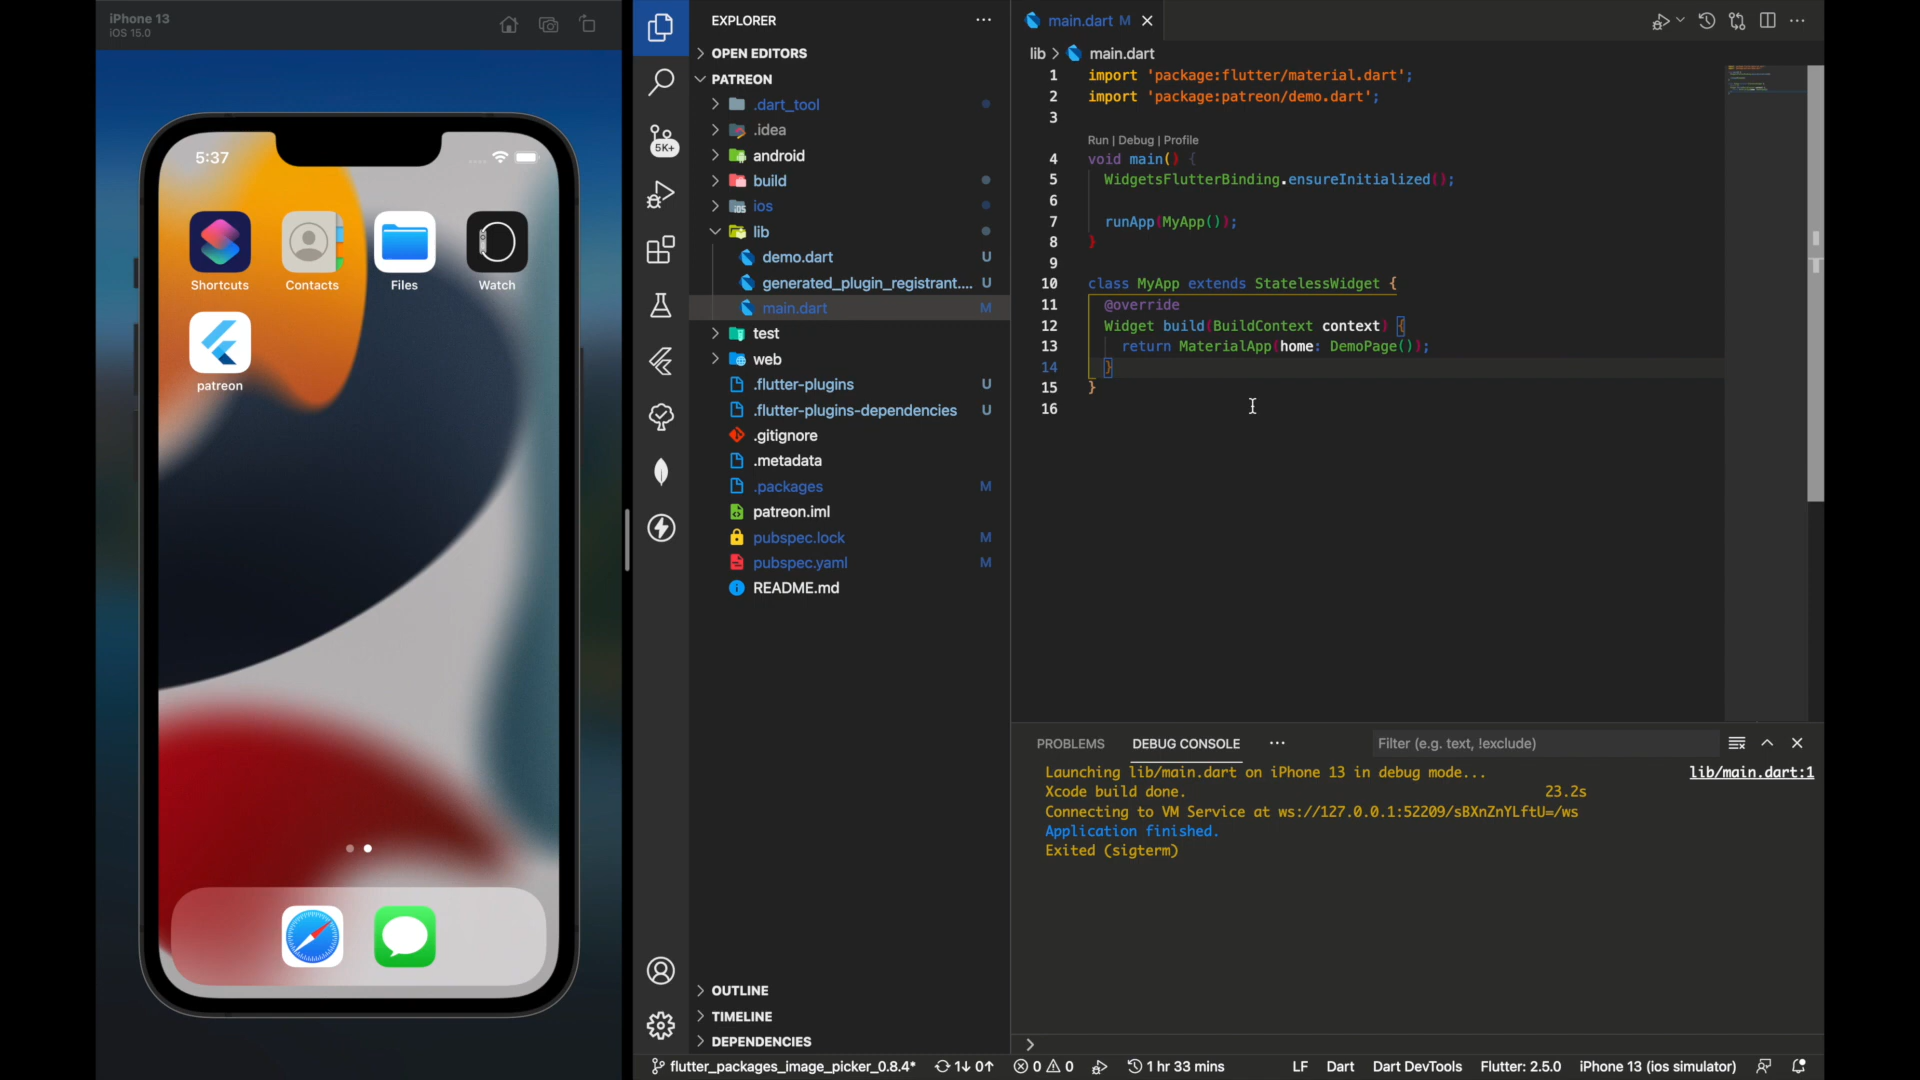 iPhone 13
iOS 15.0
5:37
Shortcuts
Contacts
Files
Watch
patreon
5K+
EXPLORER
OPEN EDITORS
PATREON
.dart_tool
.idea
android
build
ios
lib
demo.dart U
generated_plugin_registrant.... U
main.dart M
test
web
.flutter-plugins U
.flutter-plugins-dependencies U
.gitignore
.metadata
.packages M
patreon.iml
pubspec.lock M
pubspec.yaml M
README.md
OUTLINE
TIMELINE
DEPENDENCIES
main.dart M
lib > main.dart
1 import 'package:flutter/material.dart';
2 import 'package:patreon/demo.dart';
3
Run | Debug | Profile
4 void main() {
5 WidgetsFlutterBinding.ensureInitialized();
6
7 runApp(MyApp());
8 }
9
10 class MyApp extends StatelessWidget {
11 @override
12 Widget build(BuildContext context) {
13 return MaterialApp(home: DemoPage());
14 }
15 }
16
PROBLEMS
DEBUG CONSOLE
Filter (e.g. text, !exclude)
Launching lib/main.dart on iPhone 13 in debug mode... lib/main.dart:1
Xcode build done. 23.2s
Connecting to VM Service at ws://127.0.0.1:52209/sBXnZnYLftU=/ws
Application finished.
Exited (sigterm)
flutter_packages_image_picker_0.8.4* 1↓ 0↑ 0 0 1 hr 33 mins LF Dart Dart DevTools Flutter: 2.5.0 iPhone 13 (ios simulator)